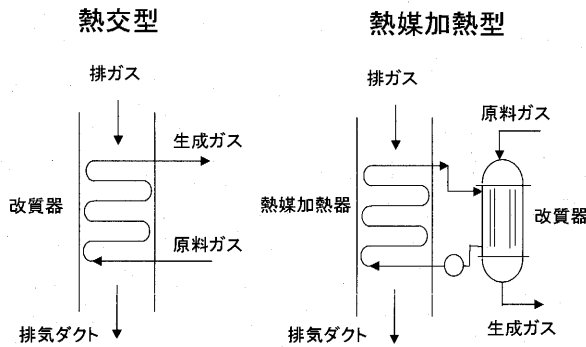 熱交型
排ガス
生成ガス
改質器
原料ガス
排気ダクト
熱媒加熱型
排ガス
原料ガス
熱媒加熱器
改質器
生成ガス
排気ダクト